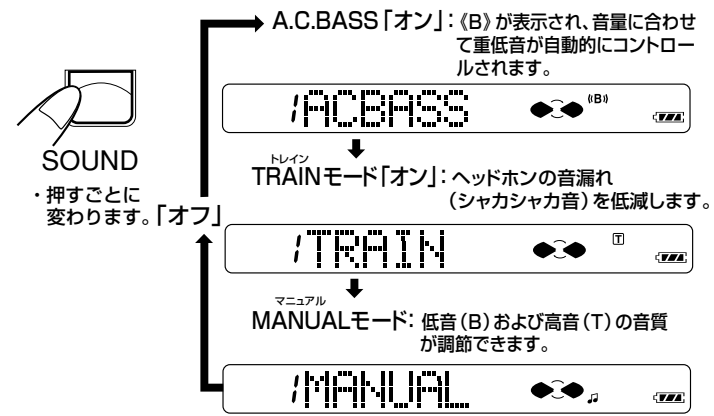 A.C.BASS「オン」:《B》が表示され、音量に合わせ
て重低音が自動的にコントロー
ルされます。
1ACBASS ((B))
SOUND
・押すごとに
変わります。「オフ」
トレイン
TRAINモード「オン」:ヘッドホンの音漏れ
(シャカシャカ音)を低減します。
1TRAIN T
マニュアル
MANUALモード:低音(B)および高音(T)の音質
が調節できます。
1MANUAL ♫